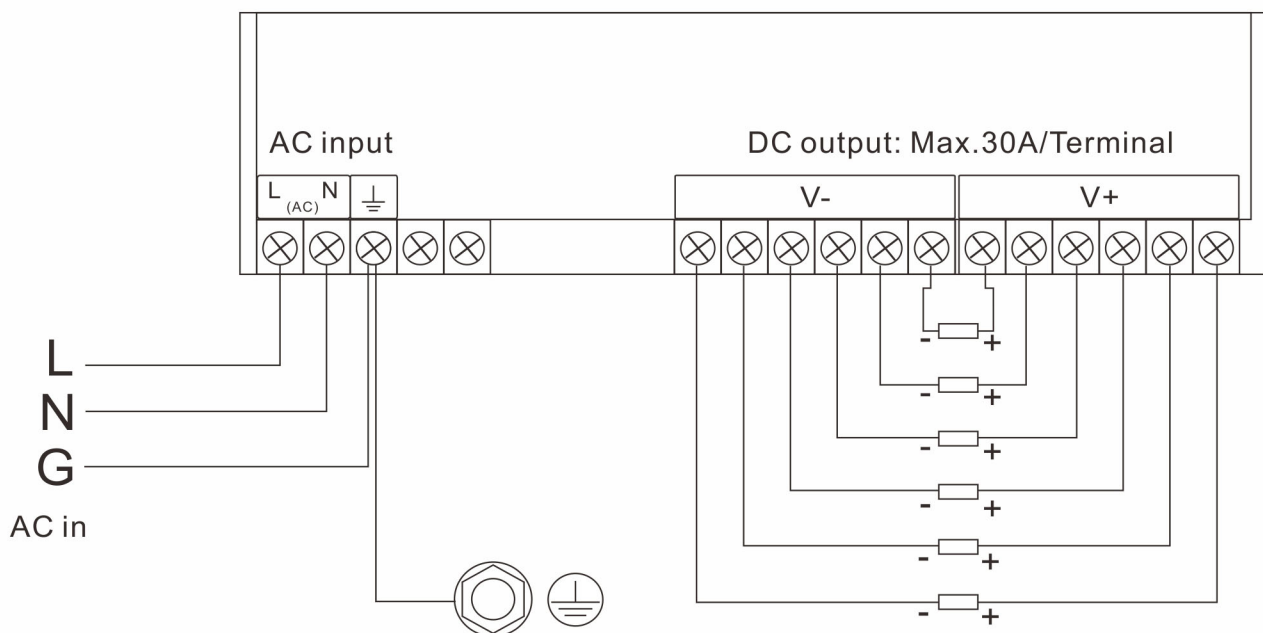 AC input
DC output: Max.30A/Terminal
L (AC) N
V-
V+
L
N
G
AC in
- +
- +
- +
- +
- +
- +